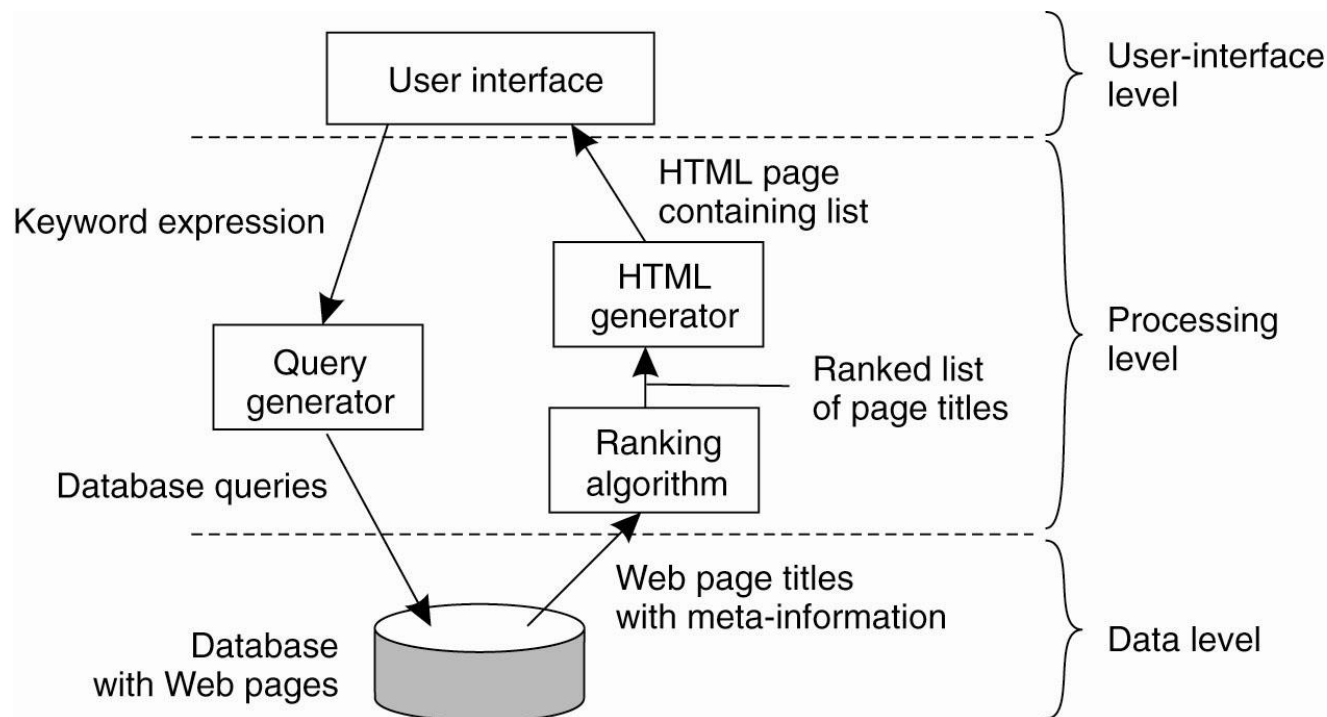 User interface
User-interface
level
Keyword expression
HTML page
containing list
HTML
generator
Processing
level
Query
generator
Ranked list
of page titles
Ranking
algorithm
Database queries
Web page titles
with meta-information
Database
with Web pages
Data level